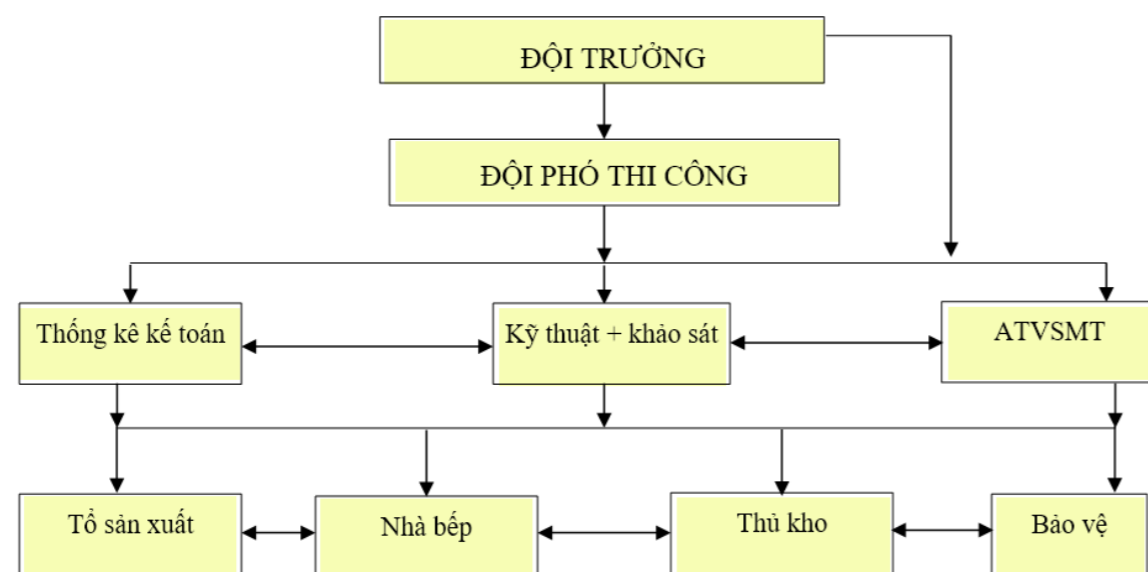 ĐỘI TRƯỞNG
ĐỘI PHÓ THI CÔNG
Thống kê kế toán
Kỹ thuật + khảo sát
ATVSMT
Tổ sản xuất
Nhà bếp
Thủ kho
Bảo vệ